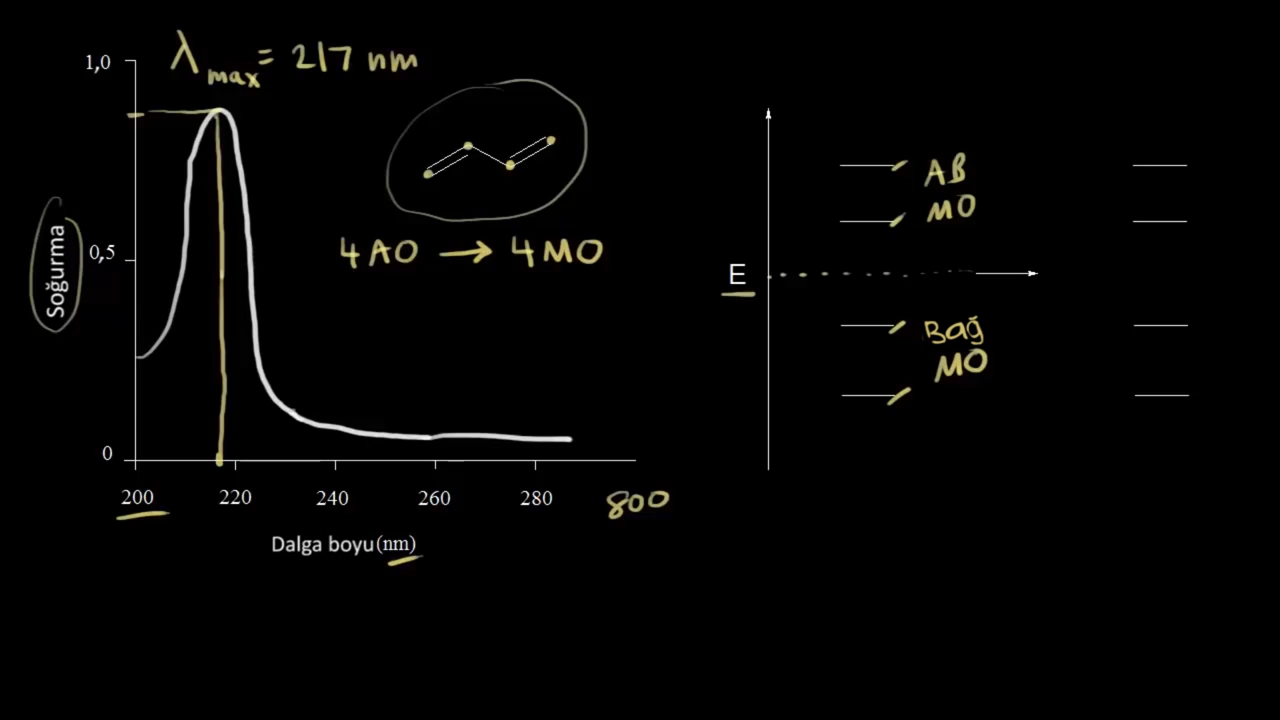 λmax = 217 nm
1,0
0,5
0
Soğurma
200
220
240
260
280
800
Dalga boyu(nm)
4AO → 4MO
E
AB
MO
Bağ
MO